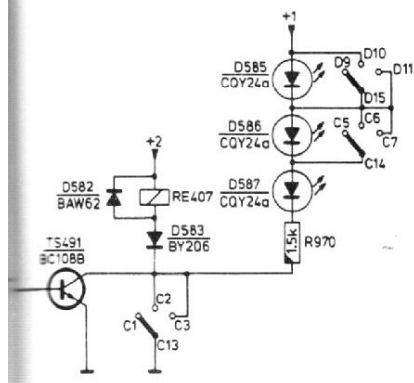 +1
D585
CQY24a
D9
D10
D11
D15
D586
CQY24a
C5
C6
C7
C14
+2
D582
BAW62
RE407
D587
CQY24a
D583
BY206
1.5k
R970
TS491
BC108B
C2
C1
C3
C13